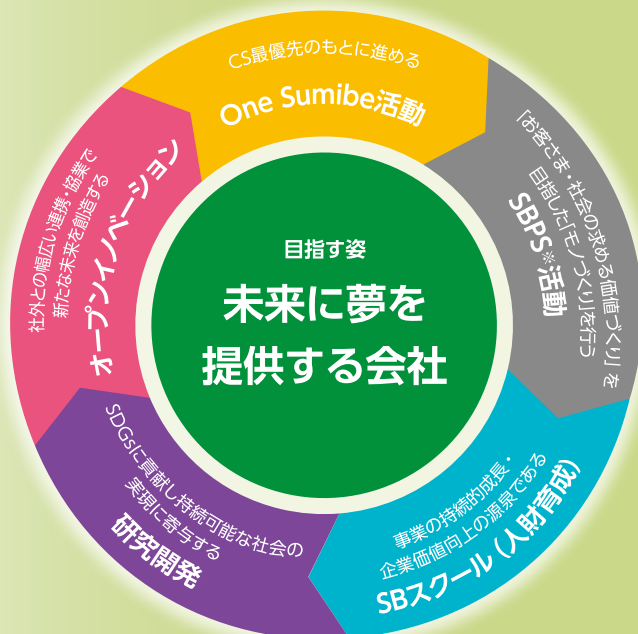 CS最優先のもとに進める
One Sumibe活動
「お客さま・社会の求める価値づくり」を
目指した「モノづくり」を行う
SBPS※活動
事業の持続的成長・
企業価値向上の源泉である
SBスクール（人財育成）
SDGsに貢献し持続可能な社会の
実現に寄与する
研究開発
社外との幅広い連携・協業で
新たな未来を創造する
オープンイノベーション
目指す姿
未来に夢を
提供する会社